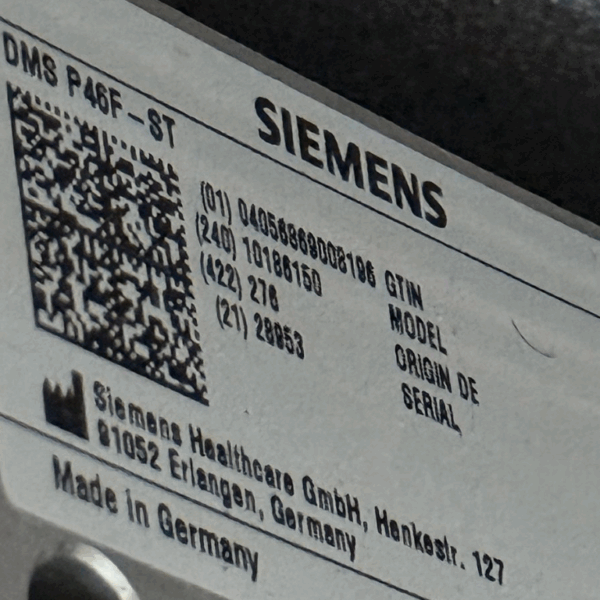 DMS P46F-ST
SIEMENS
(01) 04056869008196 GTIN
(240) 10186150 MODEL
(422) 276 ORIGIN DE
(21) 28953 SERIAL
Siemens Healthcare GmbH, Henkestr. 127
91052 Erlangen, Germany
Made in Germany